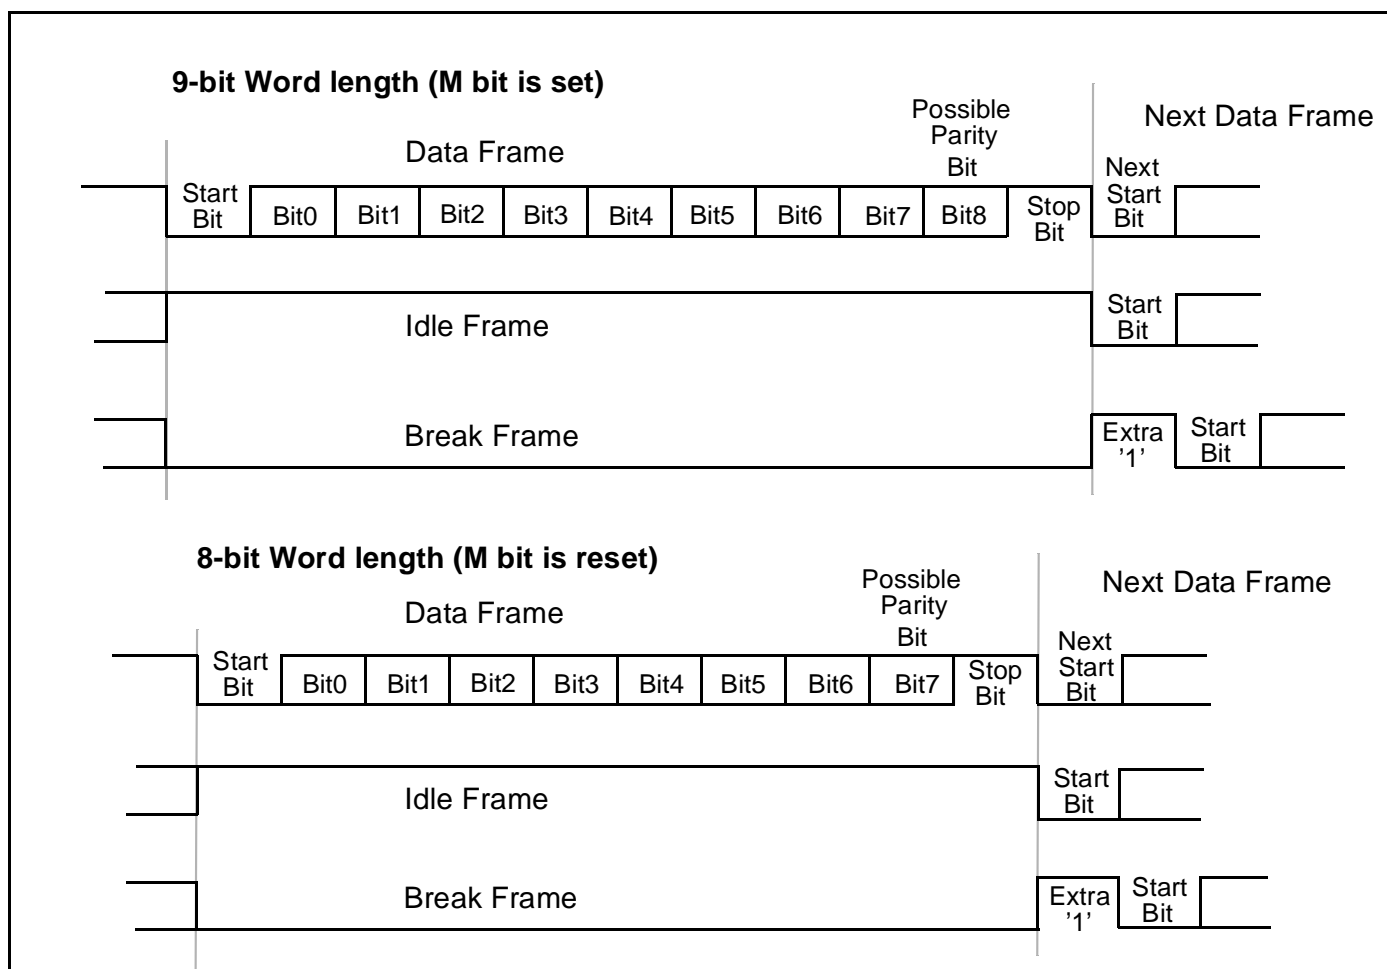 9-bit Word length (M bit is set)
Possible
Parity
Bit
Next Data Frame
Data Frame
Start
Bit
Bit0
Bit1
Bit2
Bit3
Bit4
Bit5
Bit6
Bit7
Bit8
Stop
Bit
Next
Start
Bit
Idle Frame
Start
Bit
Break Frame
Extra
’1’
Start
Bit
8-bit Word length (M bit is reset)
Possible
Parity
Bit
Next Data Frame
Data Frame
Start
Bit
Bit0
Bit1
Bit2
Bit3
Bit4
Bit5
Bit6
Bit7
Stop
Bit
Next
Start
Bit
Idle Frame
Start
Bit
Break Frame
Extra
’1’
Start
Bit